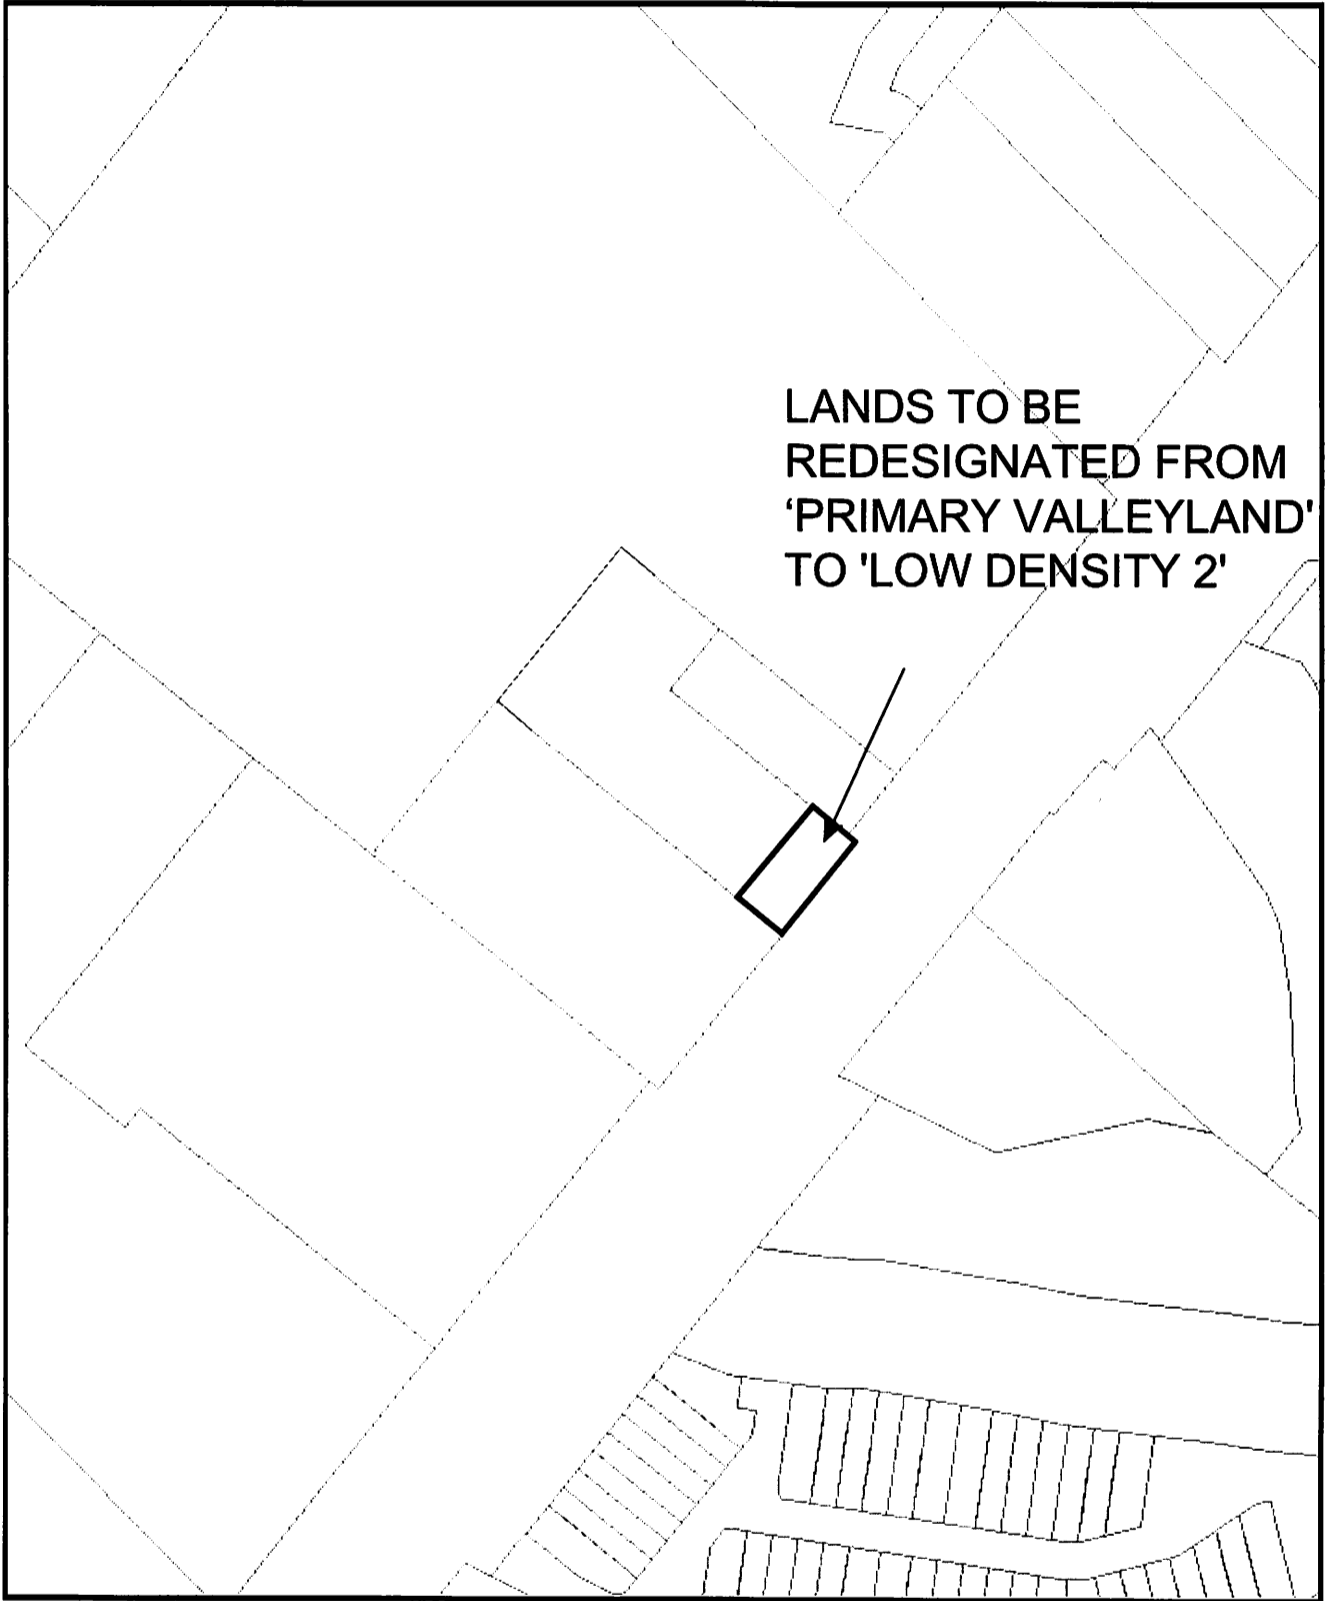 LANDS TO BE
REDESIGNATED FROM
‘PRIMARY VALLEYLAND'
TO 'LOW DENSITY 2'